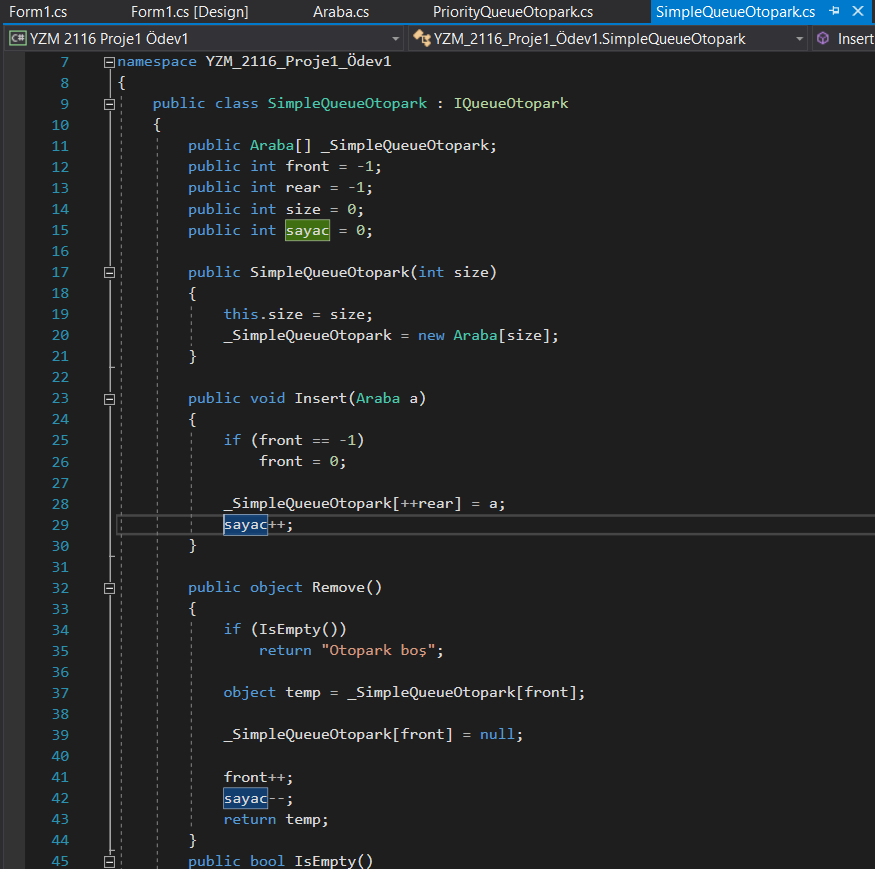 Form1.cs Form1.cs [Design] Araba.cs PriorityQueueOtopark.cs SimpleQueueOtopark.cs
C# YZM 2116 Proje1 Ödev1 YZM_2116_Proje1_Ödev1.SimpleQueueOtopark Insert
7 namespace YZM_2116_Proje1_Ödev1
8 {
9 public class SimpleQueueOtopark : IQueueOtopark
10 {
11 public Araba[] _SimpleQueueOtopark;
12 public int front = -1;
13 public int rear = -1;
14 public int size = 0;
15 public int sayac = 0;
16
17 public SimpleQueueOtopark(int size)
18 {
19 this.size = size;
20 _SimpleQueueOtopark = new Araba[size];
21 }
22
23 public void Insert(Araba a)
24 {
25 if (front == -1)
26 front = 0;
27
28 _SimpleQueueOtopark[++rear] = a;
29 sayac++;
30 }
31
32 public object Remove()
33 {
34 if (IsEmpty())
35 return "Otopark boş";
36
37 object temp = _SimpleQueueOtopark[front];
38
39 _SimpleQueueOtopark[front] = null;
40
41 front++;
42 sayac--;
43 return temp;
44 }
45 public bool IsEmpty()